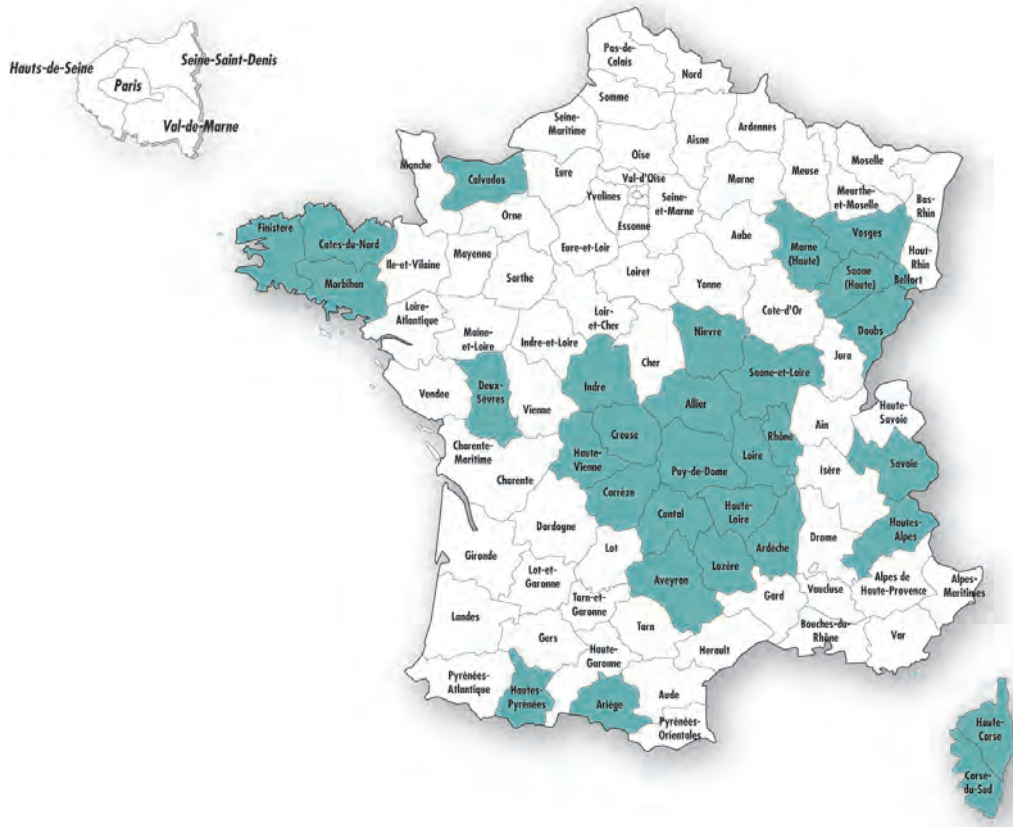 Hauts-de-Seine
Seine-Saint-Denis
Paris
Val-de-Marne
Pas-de-
Calais
Nord
Somme
Seine-
Maritime
Aisne
Ardennes
Oise
Manche
Calvados
Eure
Val-d'Oise
Yvelines
Seine-
et-Marne
Essonne
Marne
Meuse
Moselle
Meurthe-
et-Moselle
Bas-
Rhin
Haut-
Rhin
Finistere
Cotes-du-Nord
Morbihan
Ile-et-Vilaine
Mayenne
Orne
Sarthe
Eure-et-Loir
Loiret
Aube
Yonne
Marne
(Haute)
Vosges
Saone
(Haute)
Belfort
Doubs
Cote-d'Or
Jura
Loire-
Atlantique
Maine-
et-Loire
Indre-et-Loire
Loir-
et-Cher
Cher
Nievre
Saone-et-Loire
Vendee
Deux-
Sèvres
Vienne
Indre
Allier
Charente-
Maritime
Charente
Haute-
Vienne
Creuse
Puy-de-Dome
Loire
Rhône
Ain
Haute-
Savoie
Savoie
Isère
Corrèze
Cantal
Haute-
Loire
Ardèche
Drome
Hautes-
Alpes
Gironde
Dordogne
Lot
Lot-et-
Garonne
Aveyron
Lozère
Gard
Vaucluse
Alpes de
Haute-Provence
Alpes-
Maritimes
Landes
Tarn-et-
Garonne
Gers
Tarn
Herault
Bouches-du-
Rhône
Var
Pyrénées-
Atlantique
Hautes-
Pyrénées
Haute-
Garonne
Ariège
Aude
Pyrénées-
Orientales
Haute-
Corse
Corse-
du-Sud